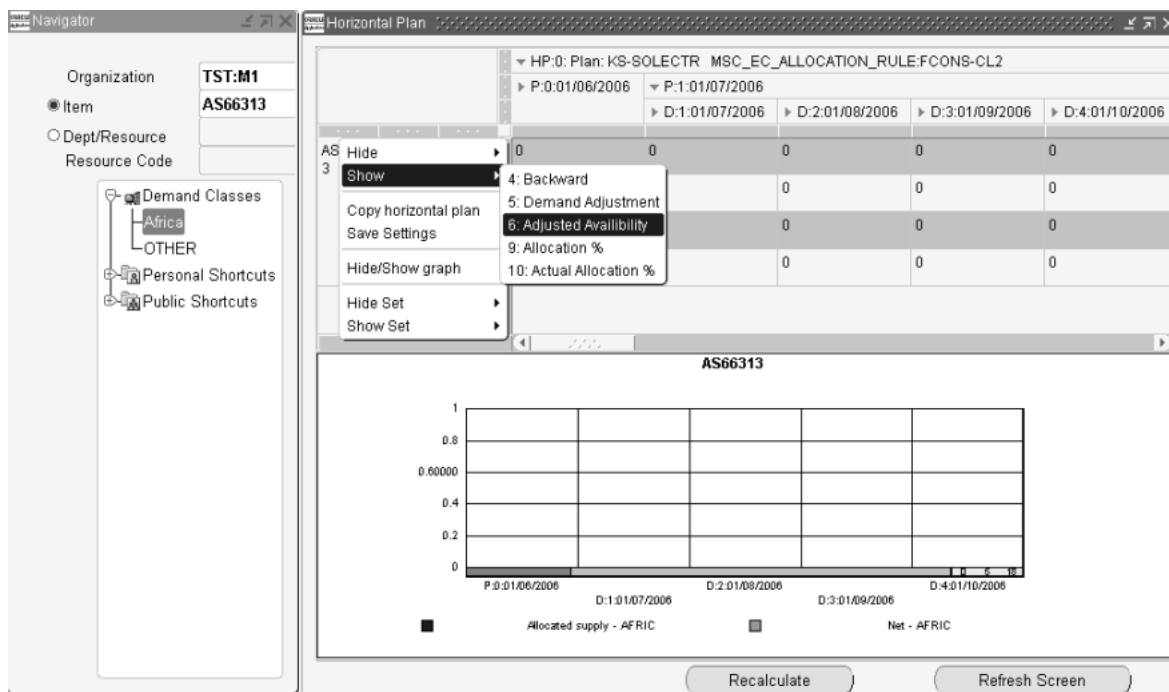 Navigator
Organization TST:M1
Item AS66313
Dept/Resource
Resource Code
Demand Classes
Africa
OTHER
Personal Shortcuts
Public Shortcuts
Horizontal Plan
HP:0: Plan: KS-SOLECTR MSC_EC_ALLOCATION_RULE:FCONS-CL2
P:0:01/06/2006 P:1:01/07/2006
D:1:01/07/2006 D:2:01/08/2006 D:3:01/09/2006 D:4:01/10/2006
AS 0 0 0 0 0
3
0 0 0
0 0 0
0 0 0
Hide
Show
Copy horizontal plan
Save Settings
Hide/Show graph
Hide Set
Show Set
4: Backward
5: Demand Adjustment
6: Adjusted Availibility
9: Allocation %
10: Actual Allocation %
AS66313
1
0.8
0.60000
0.4
0.2
0
P:0:01/06/2006 D:2:01/08/2006 D:4:01/10/2006
D:1:01/07/2006 D:3:01/09/2006
Allocated supply - AFRIC Net - AFRIC
Recalculate Refresh Screen